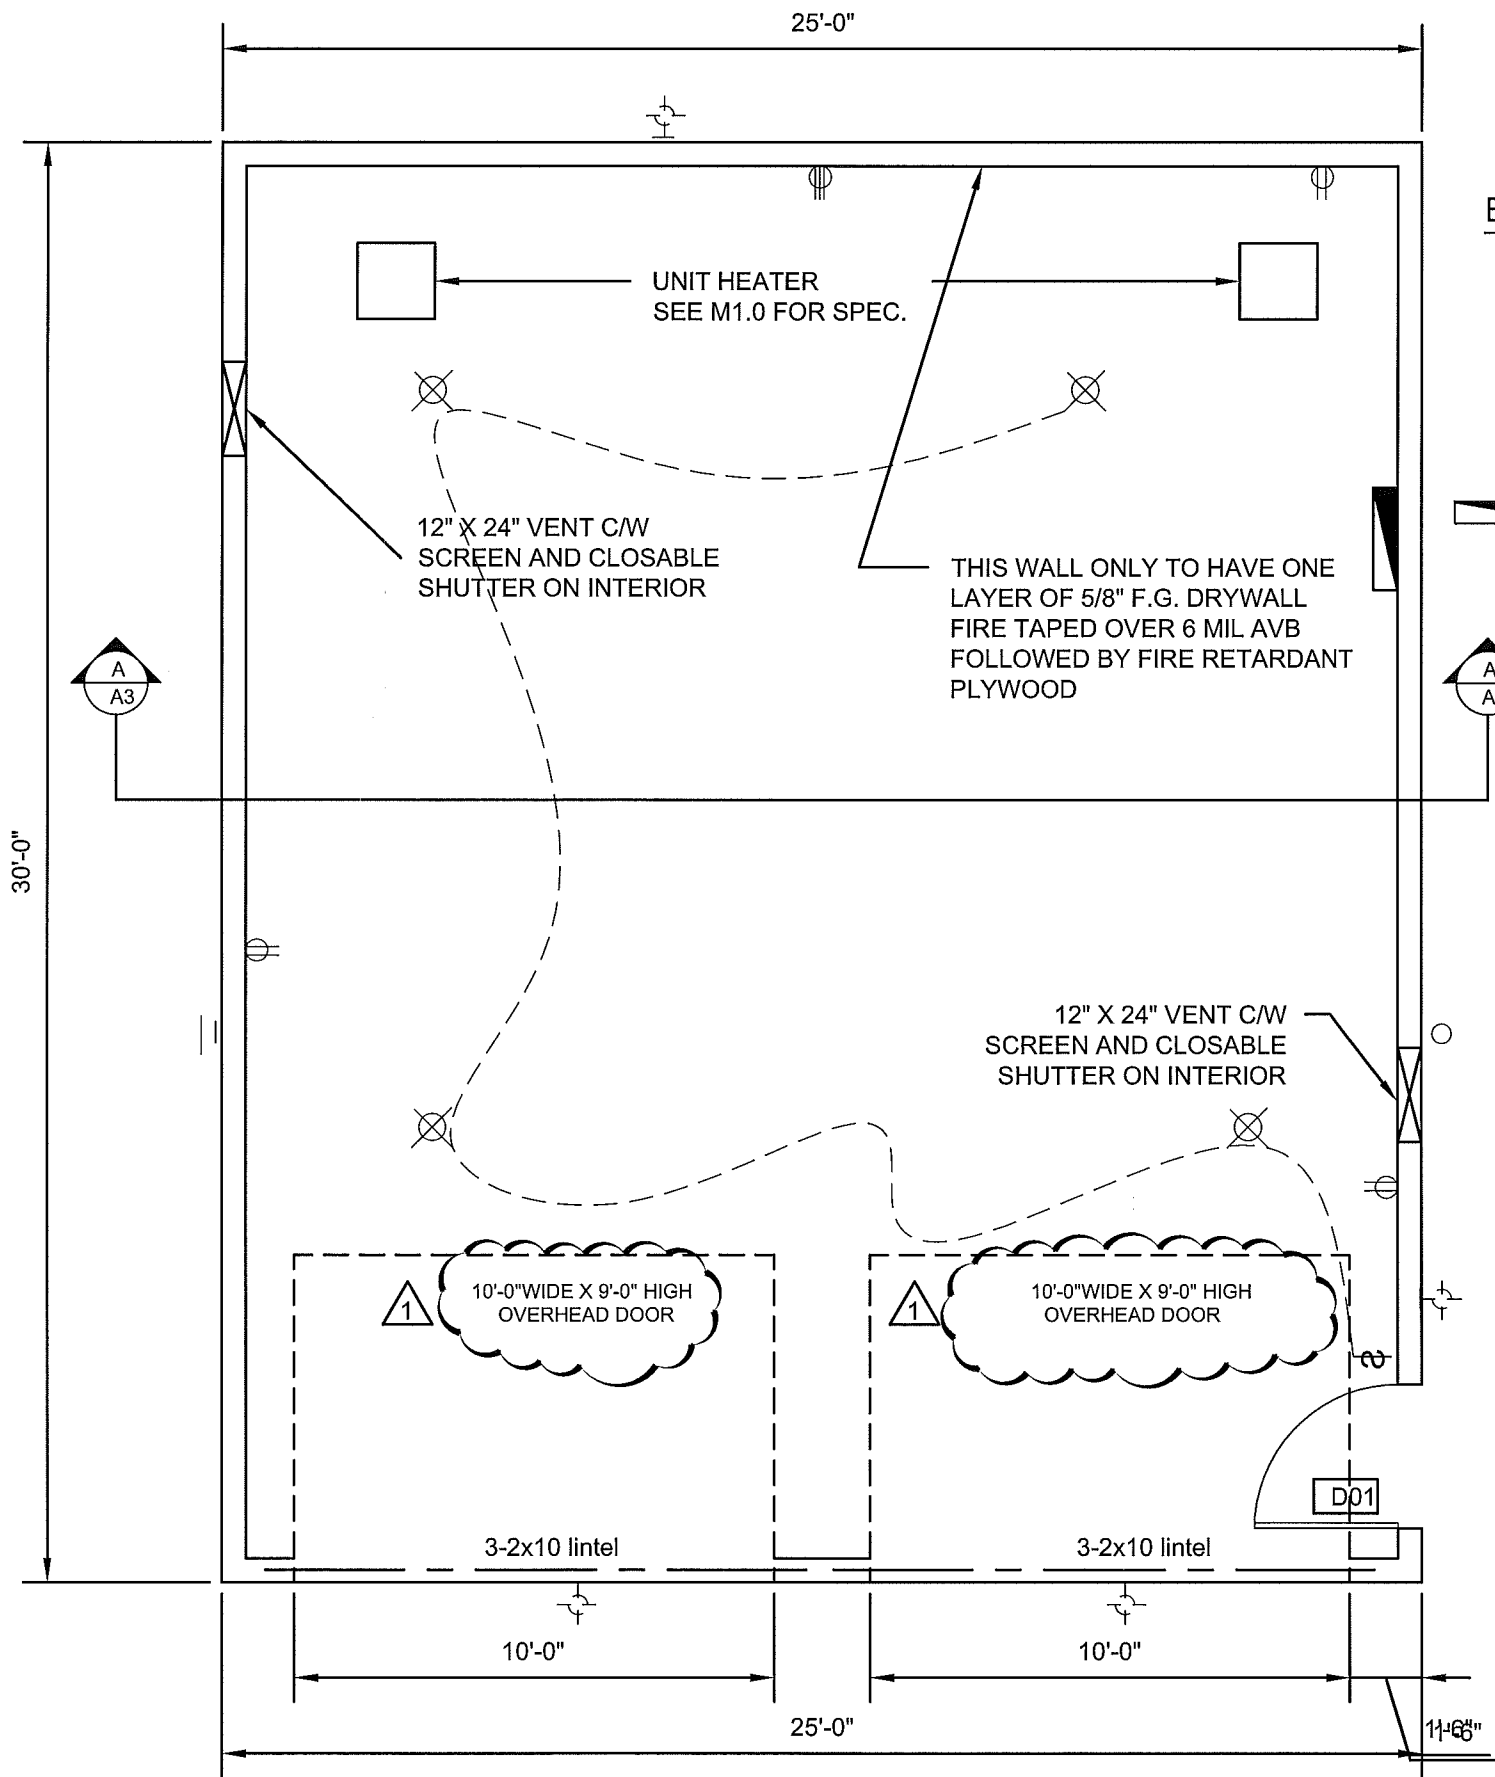 25'-0"
UNIT HEATER
SEE M1.0 FOR SPEC.
12" X 24" VENT C/W
SCREEN AND CLOSABLE
SHUTTER ON INTERIOR
THIS WALL ONLY TO HAVE ONE
LAYER OF 5/8" F.G. DRYWALL
FIRE TAPED OVER 6 MIL AVB
FOLLOWED BY FIRE RETARDANT
PLYWOOD
A
A3
A
A
30'-0"
12" X 24" VENT C/W
SCREEN AND CLOSABLE
SHUTTER ON INTERIOR
1
10'-0"WIDE X 9'-0" HIGH
OVERHEAD DOOR
1
10'-0"WIDE X 9'-0" HIGH
OVERHEAD DOOR
S
D01
3-2x10 lintel
3-2x10 lintel
10'-0"
10'-0"
25'-0"
1'-6"